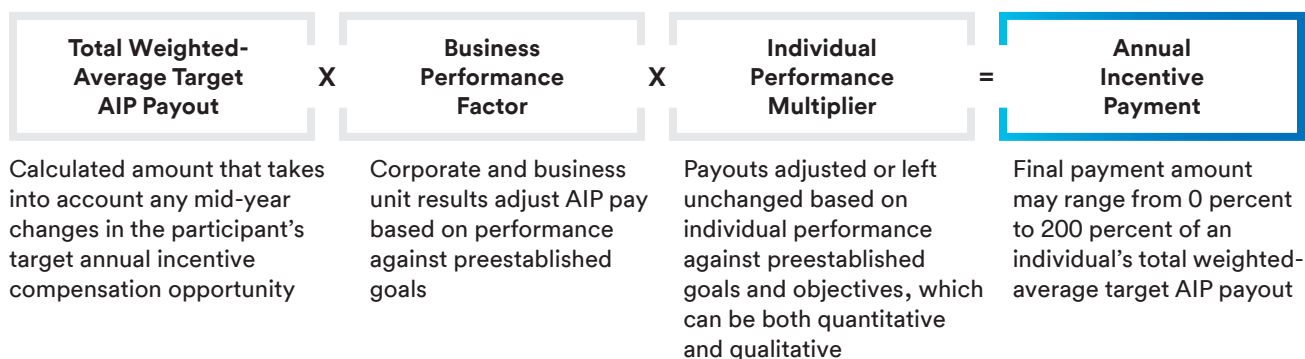 Total Weighted-
Average Target
AIP Payout
X
Business
Performance
Factor
X
Individual
Performance
Multiplier
=
Annual
Incentive
Payment
Calculated amount that takes
into account any mid-year
changes in the participant’s
target annual incentive
compensation opportunity
Corporate and business
unit results adjust AIP pay
based on performance
against preestablished
goals
Payouts adjusted or left
unchanged based on
individual performance
against preestablished
goals and objectives, which
can be both quantitative
and qualitative
Final payment amount
may range from 0 percent
to 200 percent of an
individual’s total weighted-
average target AIP payout